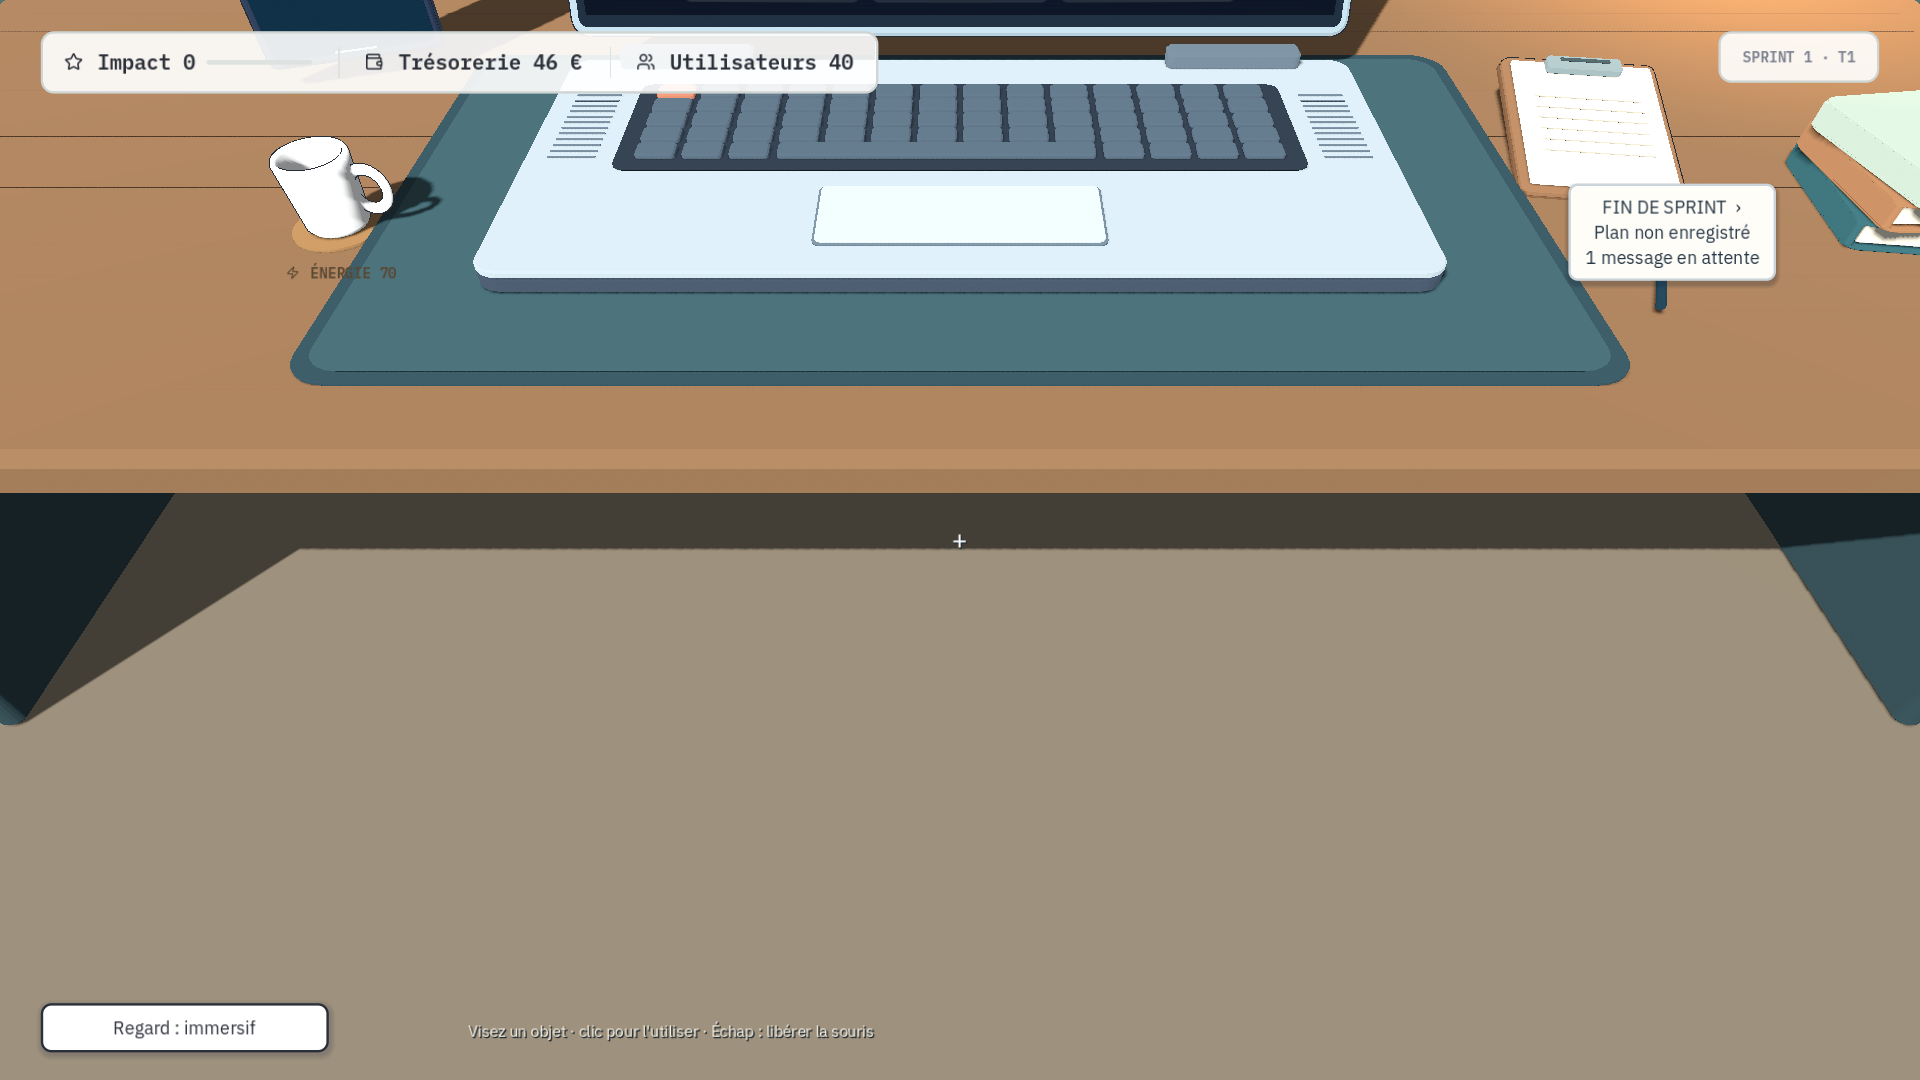 Impact 0
Trésorerie 46 €
Utilisateurs 40
SPRINT 1 · T1
FIN DE SPRINT ›
Plan non enregistré
1 message en attente
ÉNERGIE 70
Regard : immersif
Visez un objet · clic pour l'utiliser · Échap : libérer la souris